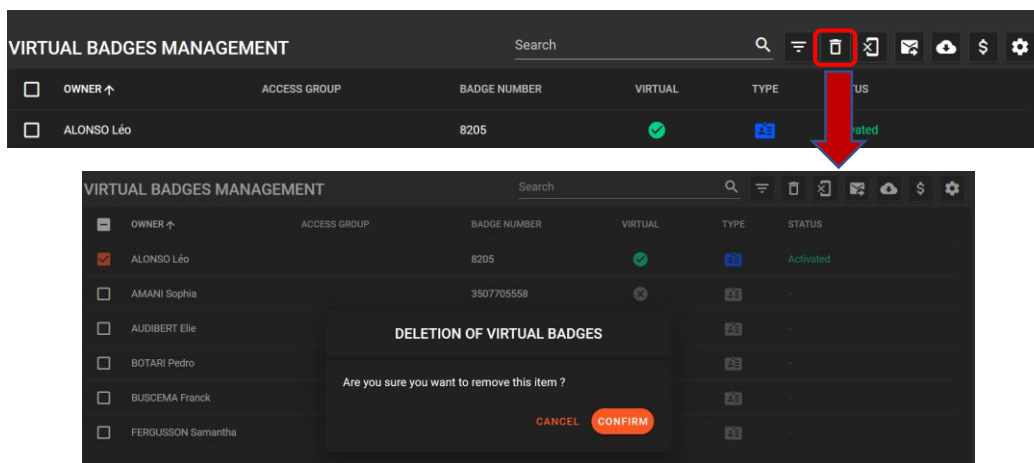 VIRTUAL BADGES MANAGEMENT Search $
OWNER ACCESS GROUP BADGE NUMBER VIRTUAL TYPE TUS
ALONSO Léo 8205 vated
VIRTUAL BADGES MANAGEMENT Search $
OWNER ACCESS GROUP BADGE NUMBER VIRTUAL TYPE STATUS
ALONSO Léo 8205 Activated
AMANI Sophia 3507705558 -
AUDIBERT Elie -
DELETION OF VIRTUAL BADGES
BOTARI Pedro -
Are you sure you want to remove this item ?
BUSCEMA Franck -
CANCEL CONFIRM
FERGUSSON Samantha -